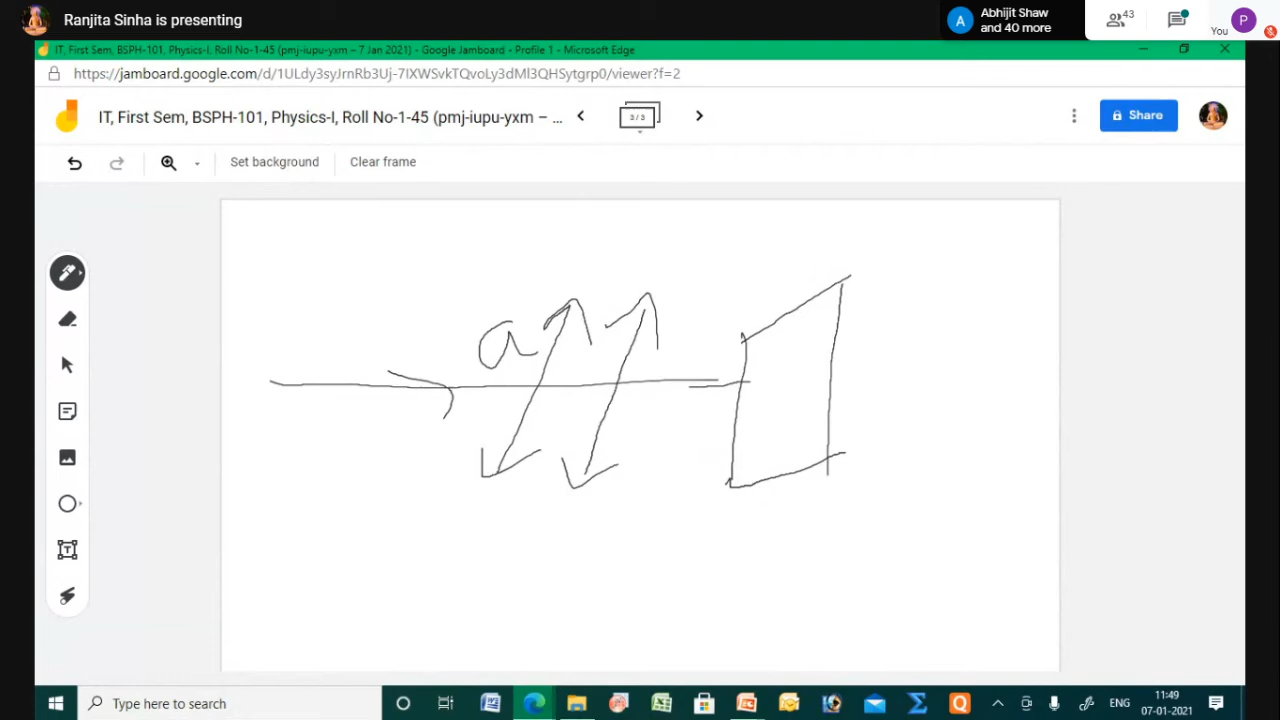 Ranjita Sinha is presenting
A
Abhijit Shaw
and 40 more
43
You
P
IT, First Sem, BSPH-101, Physics-I, Roll No-1-45 (pmj-iupu-yxm – 7 Jan 2021) - Google Jamboard - Profile 1 - Microsoft Edge
https://jamboard.google.com/d/1ULdy3syJrnRb3Uj-7IXWSvkTQvoLy3dMl3QHSytgrp0/viewer?f=2
IT, First Sem, BSPH-101, Physics-I, Roll No-1-45 (pmj-iupu-yxm – ...
3 / 3
Share
Set background
Clear frame
a
Type here to search
ENG
11:49
07-01-2021